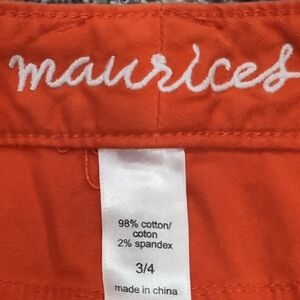 maurices
98% cotton/
coton
2% spandex
3/4
made in china